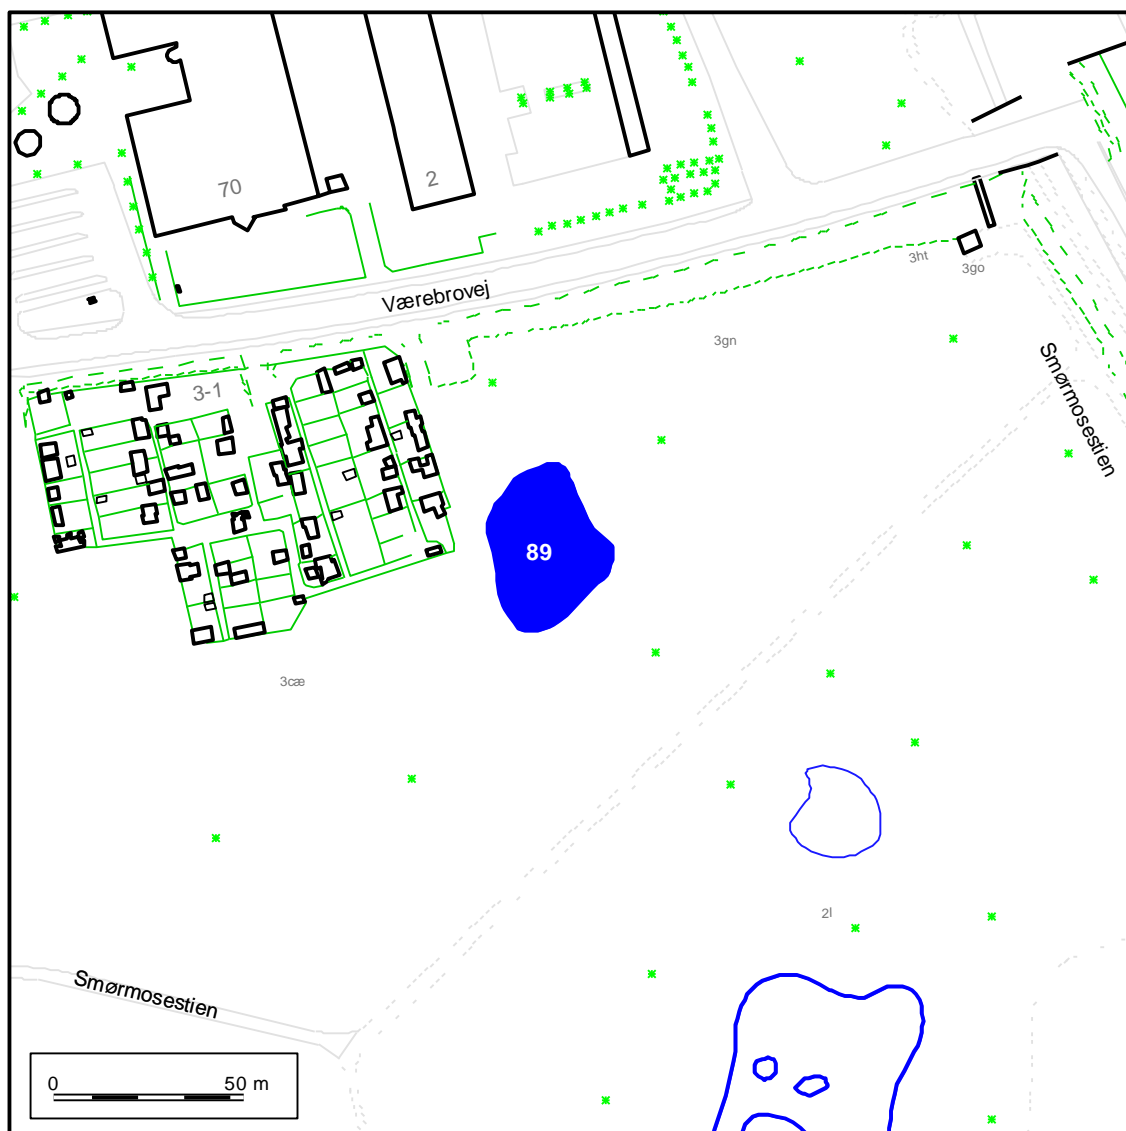 70
2
3ht
3go
Værebrovej
3gn
Smørmosestien
3-1
89
3cæ
2l
Smørmosestien
0 50 m